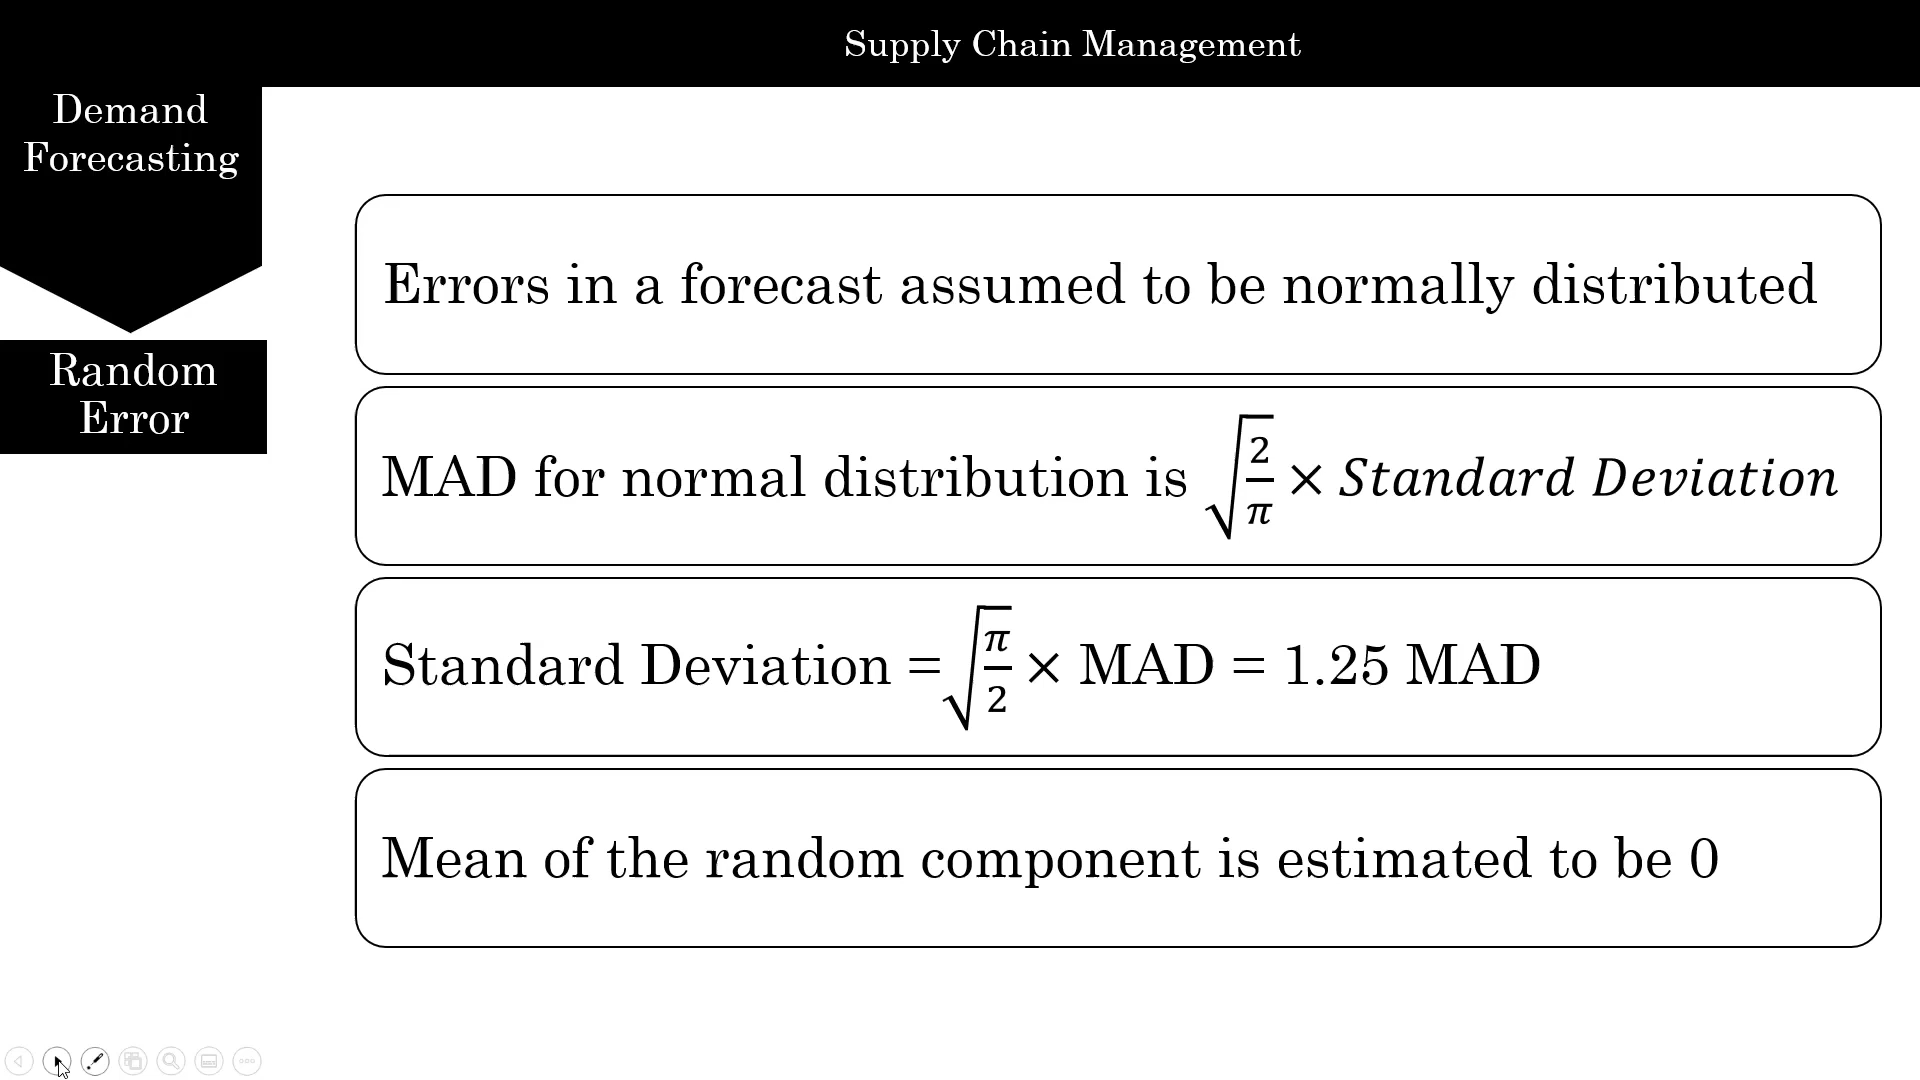 Supply Chain Management
Demand
Forecasting
Random
Error
Errors in a forecast assumed to be normally distributed
MAD for normal distribution is √(2/π) × Standard Deviation
Standard Deviation = √(π/2) × MAD = 1.25 MAD
Mean of the random component is estimated to be 0